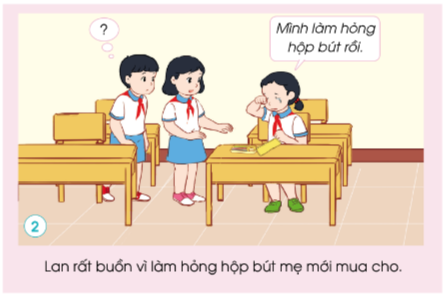 ?
Mình làm hỏng
hộp bút rồi.
2
Lan rất buồn vì làm hỏng hộp bút mẹ mới mua cho.